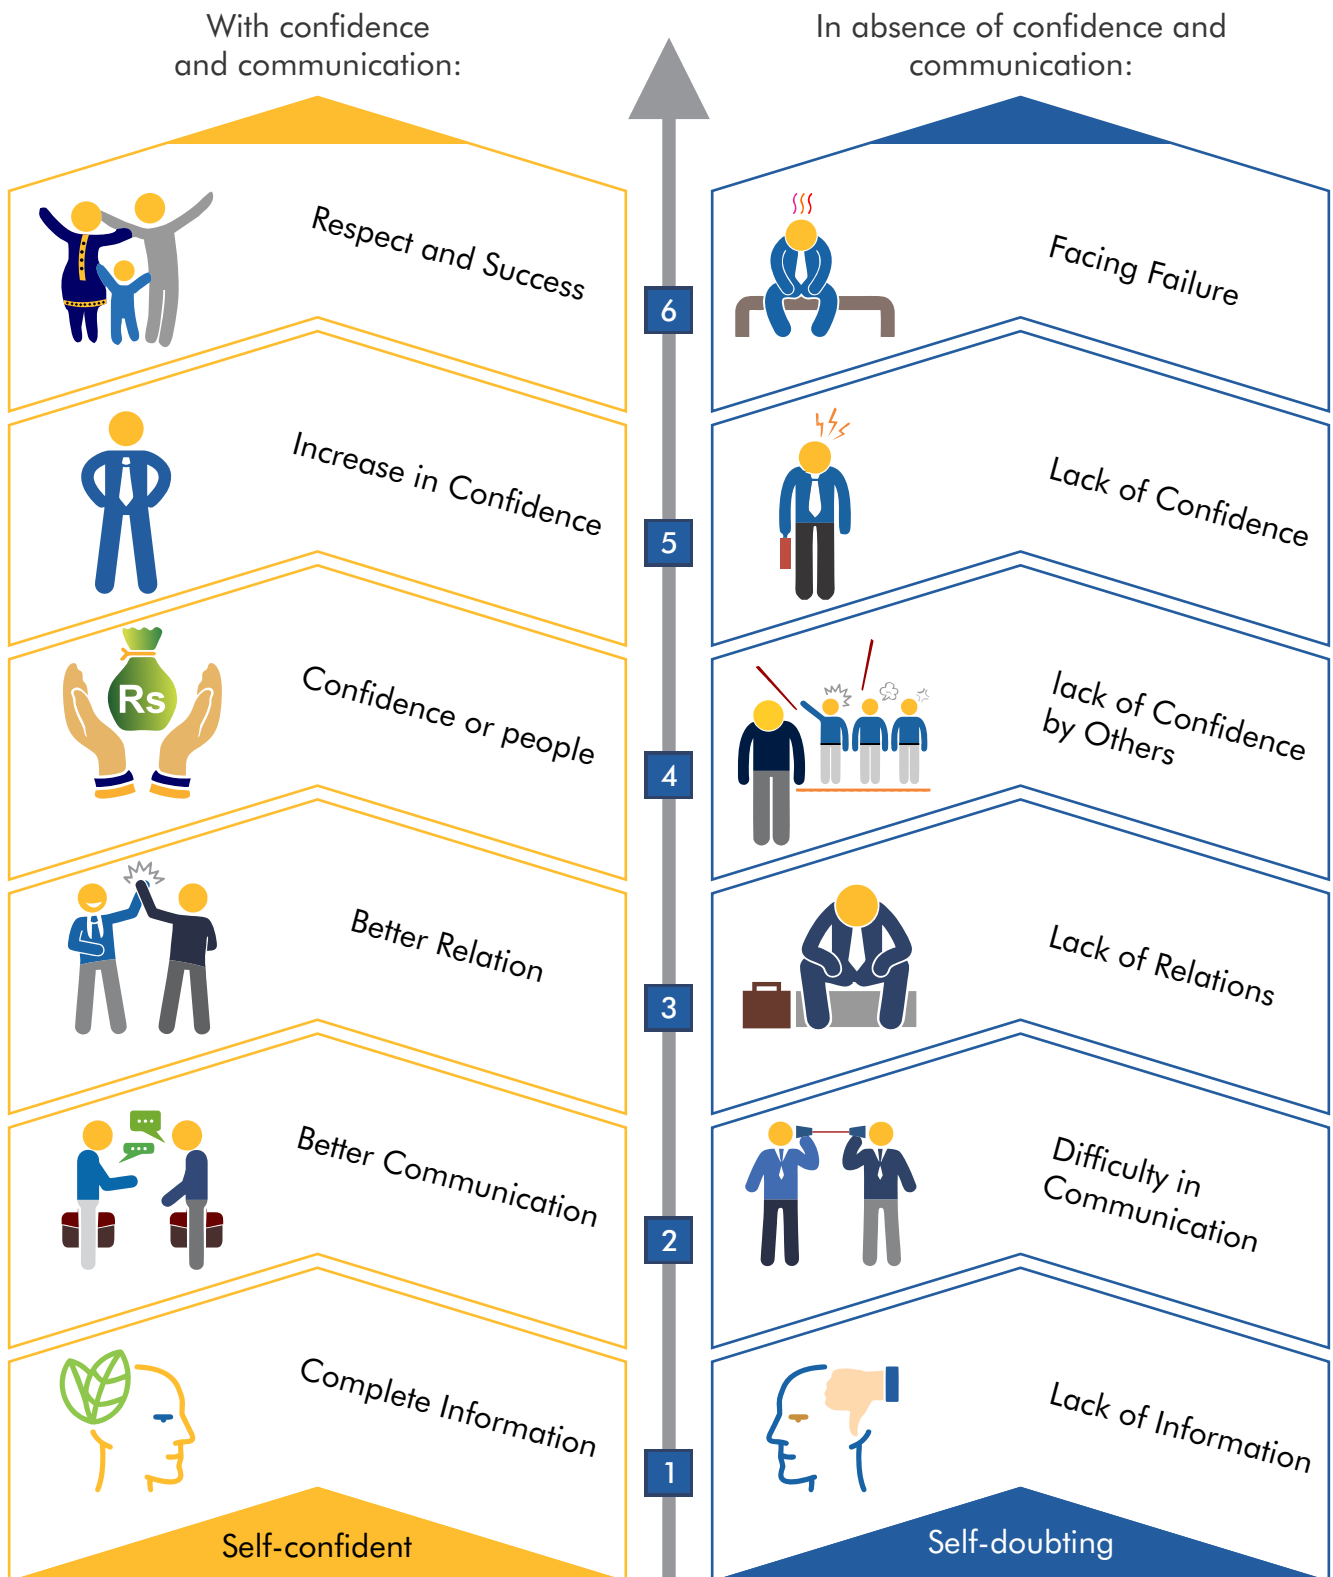 With confidence
and communication:
Respect and Success
Increase in Confidence
Rs
Confidence or people
Better Relation
Better Communication
Complete Information
Self-confident
6
5
4
3
2
1
In absence of confidence and
communication:
Facing Failure
Lack of Confidence
lack of Confidence
by Others
Lack of Relations
Difficulty in
Communication
Lack of Information
Self-doubting